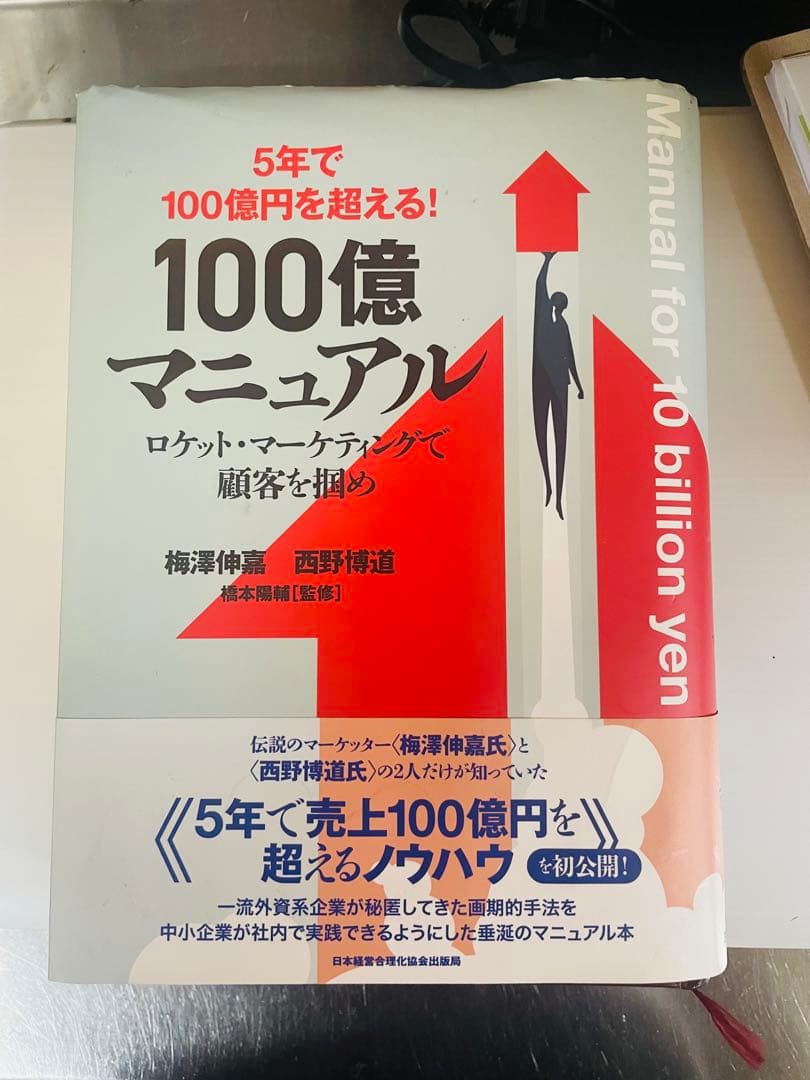 5年で
100億円を超える!
100億
マニュアル
ロケット・マーケティングで
顧客を掴め
梅澤伸嘉 西野博道
橋本陽輔[監修]
Manual for 10 billion yen
伝説のマーケッター〈梅澤伸嘉氏〉と
〈西野博道氏〉の2人だけが知っていた
《5年で売上100億円を
超えるノウハウ》を初公開!
一流外資系企業が秘匿してきた画期的手法を
中小企業が社内で実践できるようにした垂涎のマニュアル本
日本経営合理化協会出版局